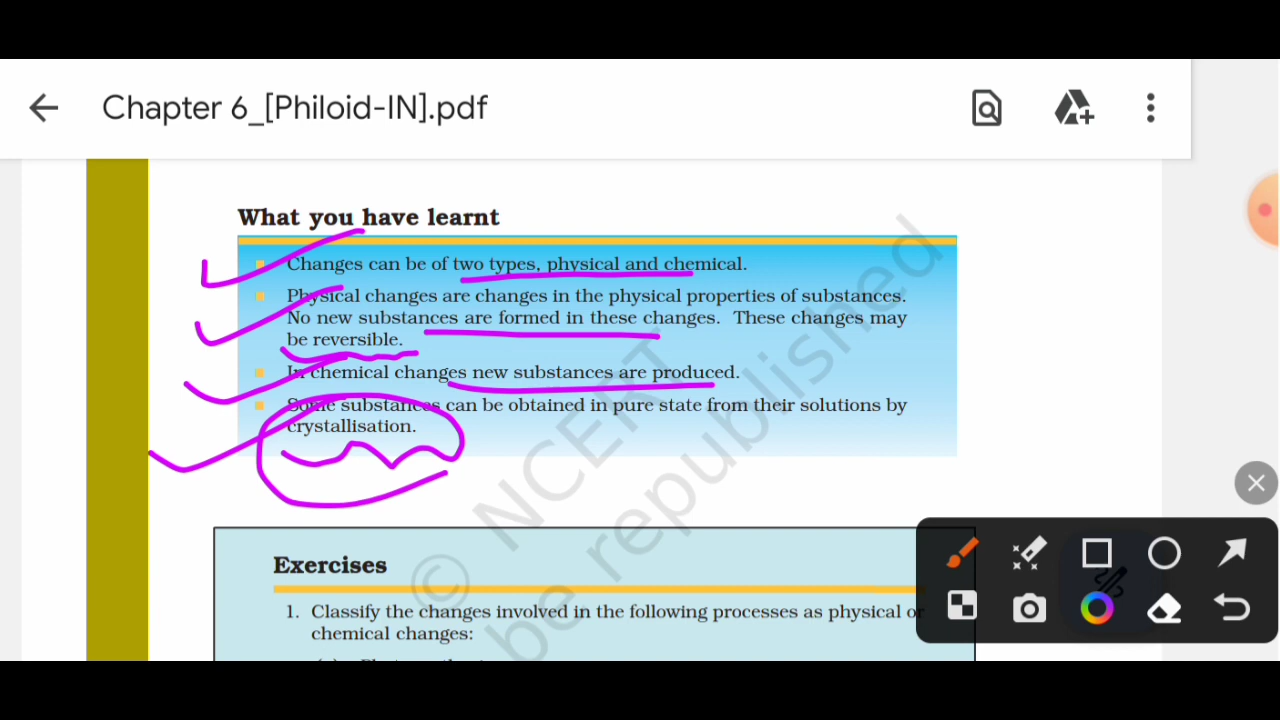 Chapter 6_[Philoid-IN].pdf
What you have learnt
Changes can be of two types, physical and chemical.
Physical changes are changes in the physical properties of substances.
No new substances are formed in these changes. These changes may
be reversible.
In chemical changes new substances are produced.
Some substances can be obtained in pure state from their solutions by
crystallisation.
© NCERT
be republished
Exercises
1. Classify the changes involved in the following processes as physical or
chemical changes: